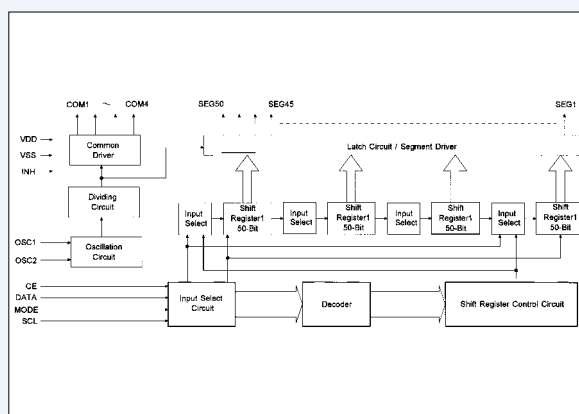 COM1 ~ COM4
SEG50 SEG45 SEG1
VDD
VSS
INH
Common
Driver
Latch Circuit / Segment Driver
Dividing
Circuit
Input
Select
Shift
Register1
50-Bit
Input
Select
Shift
Register1
50-Bit
Input
Select
Shift
Register1
50-Bit
Input
Select
Shift
Register1
50-Bit
OSC1
OSC2
Oscillation
Circuit
CE
DATA
MODE
SCL
Input Select
Circuit
Decoder
Shift Register Control Circuit